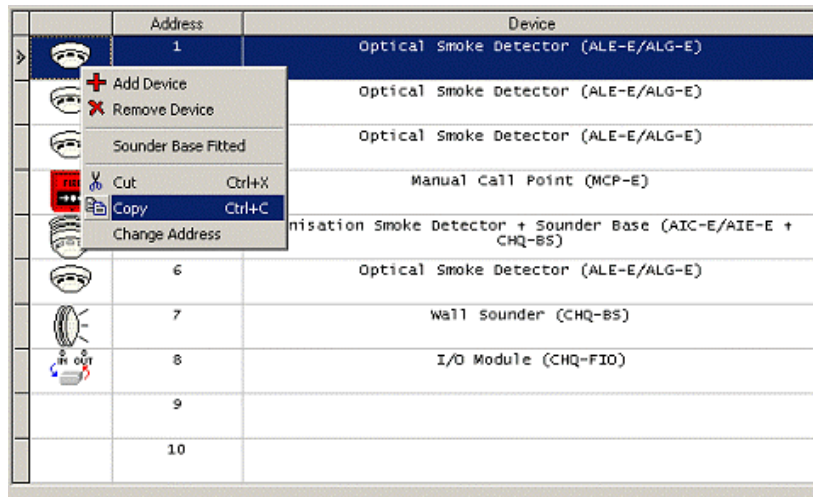 Address Device
1 Optical Smoke Detector (ALE-E/ALG-E)
Add Device
Optical Smoke Detector (ALE-E/ALG-E)
Remove Device
Optical Smoke Detector (ALE-E/ALG-E)
Sounder Base Fitted
Manual Call Point (MCP-E)
Cut Ctrl+X
Copy Ctrl+C
nisation Smoke Detector + Sounder Base (AIC-E/AIE-E +
CHQ-BS)
Change Address
6 Optical Smoke Detector (ALE-E/ALG-E)
7 Wall Sounder (CHQ-BS)
8 I/O Module (CHQ-FIO)
IN OUT
9
10